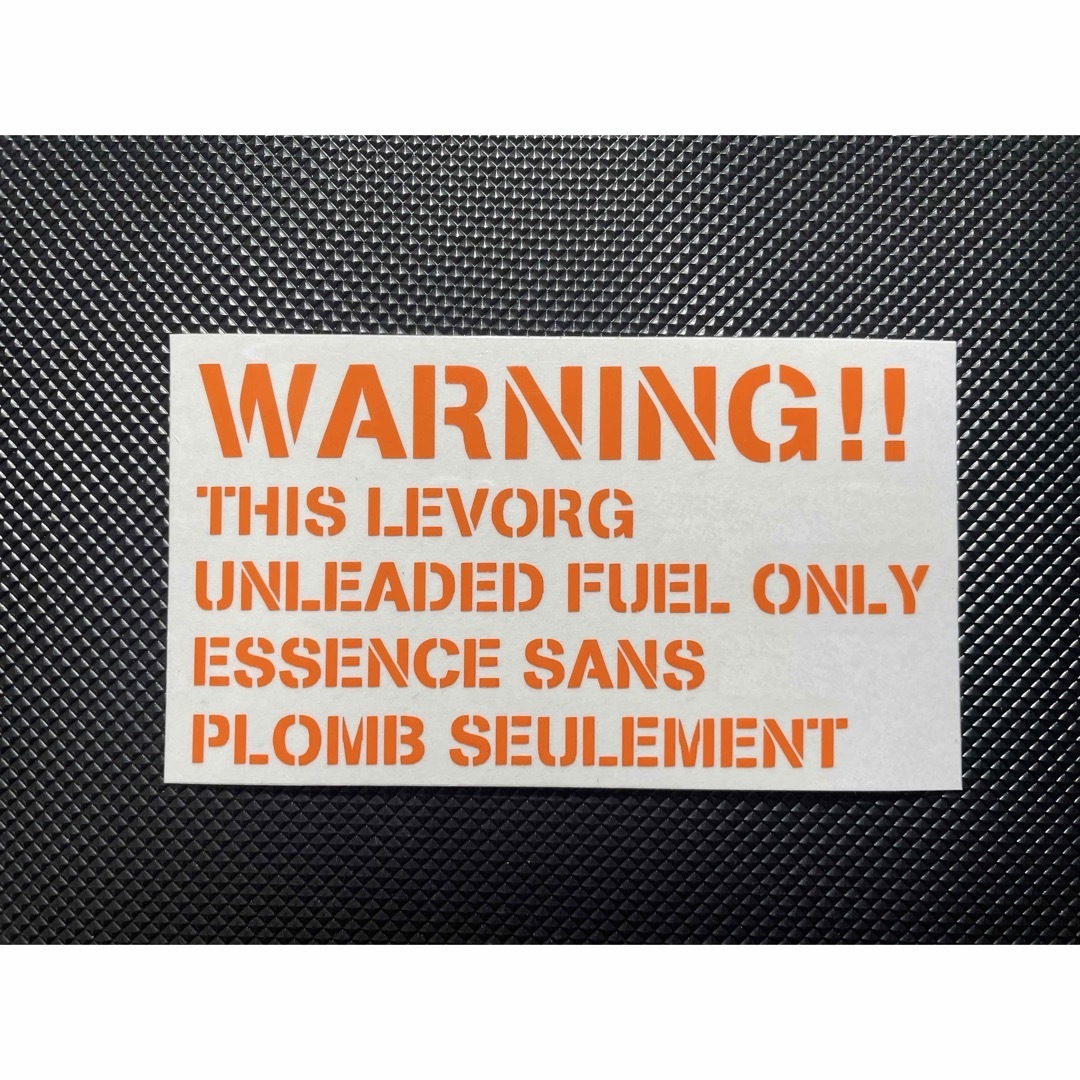 WARNING!!
THIS LEVORG
UNLEADED FUEL ONLY
ESSENCE SANS
PLOMB SEULEMENT